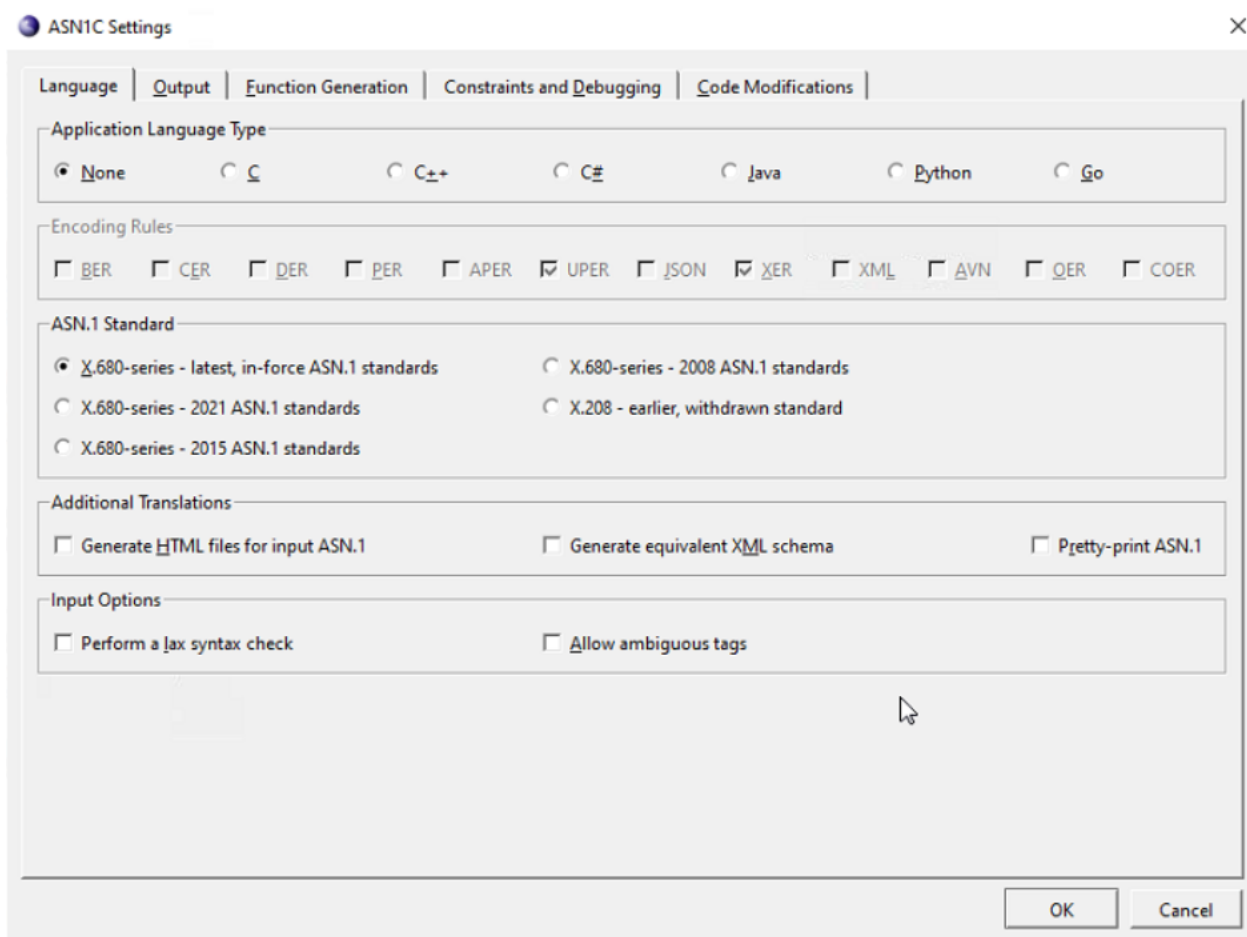 ASN1C Settings
Language Output Function Generation Constraints and Debugging Code Modifications
Application Language Type
None C C++ C# Java Python Go
Encoding Rules
BER CER DER PER APER UPER JSON XER XML AVN OER COER
ASN.1 Standard
X.680-series - latest, in-force ASN.1 standards X.680-series - 2008 ASN.1 standards
X.680-series - 2021 ASN.1 standards X.208 - earlier, withdrawn standard
X.680-series - 2015 ASN.1 standards
Additional Translations
Generate HTML files for input ASN.1 Generate equivalent XML schema Pretty-print ASN.1
Input Options
Perform a lax syntax check Allow ambiguous tags
OK Cancel